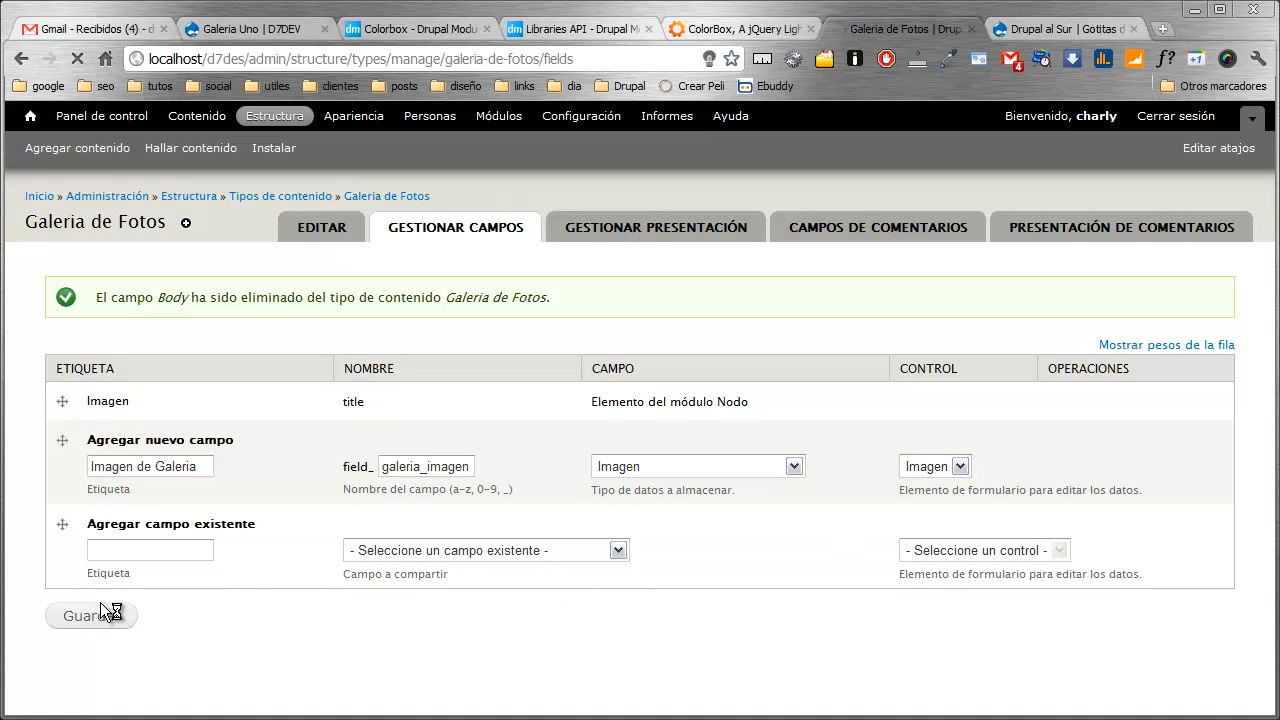 Gmail - Recibidos (4) - d
Galeria Uno | D7DEV
Colorbox - Drupal Modu
Libraries API - Drupal M
ColorBox, A jQuery Ligh
Galeria de Fotos | Drup
Drupal al Sur | Gotitas d
localhost/d7des/admin/structure/types/manage/galeria-de-fotos/fields
google seo tutos social utiles clientes posts diseño links dia Drupal Crear Peli Ebuddy Otros marcadores
Panel de control Contenido Estructura Apariencia Personas Módulos Configuración Informes Ayuda Bienvenido, charly Cerrar sesión
Agregar contenido Hallar contenido Instalar Editar atajos
Inicio » Administración » Estructura » Tipos de contenido » Galeria de Fotos
Galeria de Fotos
EDITAR GESTIONAR CAMPOS GESTIONAR PRESENTACIÓN CAMPOS DE COMENTARIOS PRESENTACIÓN DE COMENTARIOS
El campo Body ha sido eliminado del tipo de contenido Galeria de Fotos.
Mostrar pesos de la fila
ETIQUETA NOMBRE CAMPO CONTROL OPERACIONES
Imagen title Elemento del módulo Nodo
Agregar nuevo campo
Imagen de Galeria field_ galeria_imagen Imagen Imagen
Etiqueta Nombre del campo (a-z, 0-9, _) Tipo de datos a almacenar. Elemento de formulario para editar los datos.
Agregar campo existente
- Seleccione un campo existente - - Seleccione un control -
Etiqueta Campo a compartir Elemento de formulario para editar los datos.